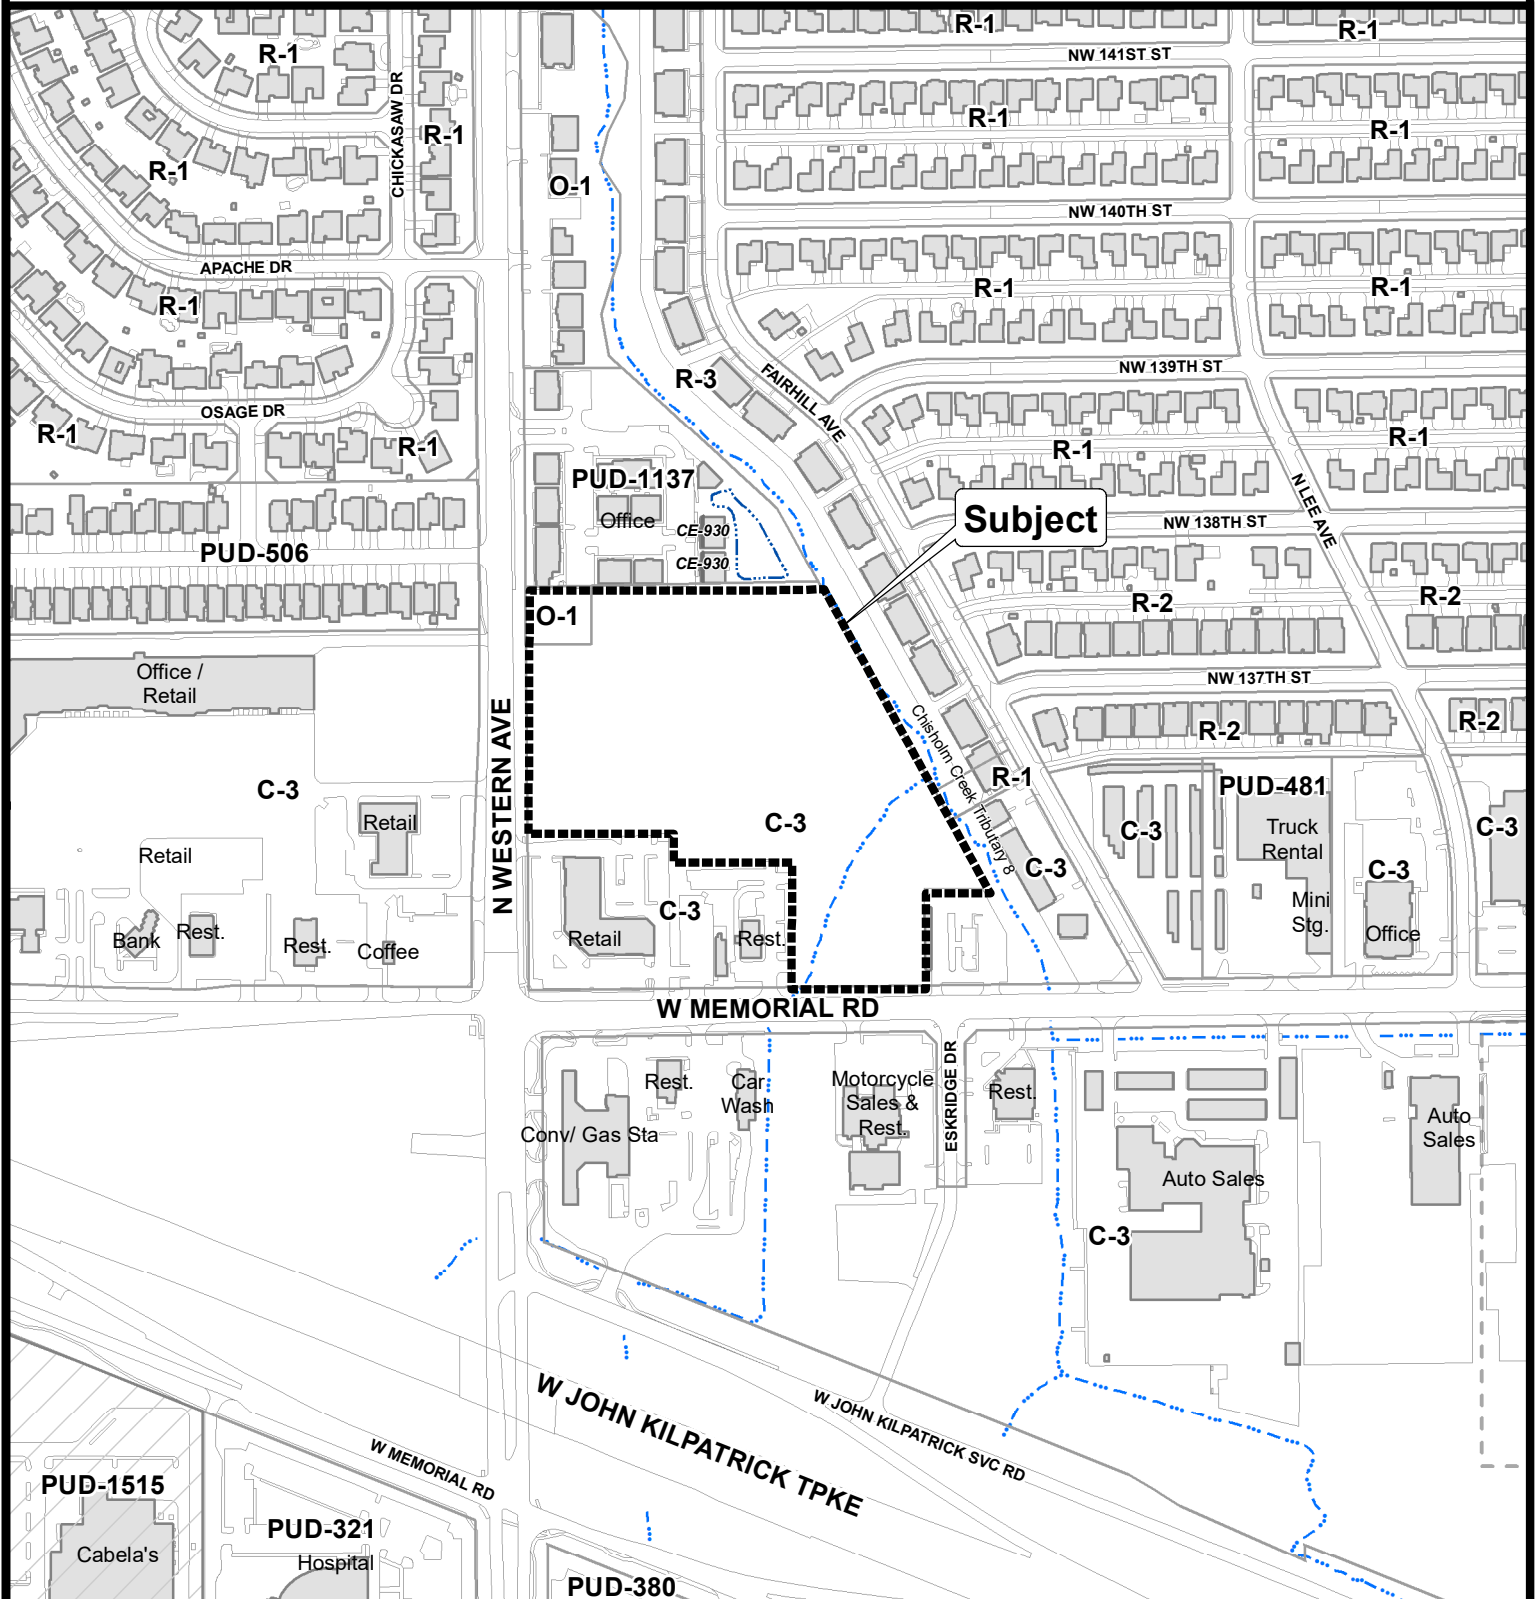 R-1
R-1
R-1
NW 141ST ST
CHICKASAW DR
R-1
R-1
R-1
R-1
O-1
NW 140TH ST
APACHE DR
R-1
R-1
R-1
NW 139TH ST
R-3
FAIRHILL AVE
OSAGE DR
R-1
R-1
R-1
R-1
PUD-1137
Office
CE-930
CE-930
N LEE AVE
Subject
NW 138TH ST
PUD-506
R-2
R-2
O-1
Office /
Retail
NW 137TH ST
N WESTERN AVE
Chisholm Creek Tributary 8
R-2
R-2
R-1
PUD-481
C-3
C-3
Retail
Retail
C-3
Truck
Rental
C-3
C-3
C-3
Mini
Stg.
C-3
Bank
Rest.
Rest.
Coffee
Retail
Rest.
Office
W MEMORIAL RD
ESKRIDGE DR
Rest.
Car
Wash
Motorcycle
Sales &
Rest.
Rest.
Conv/ Gas Sta
Auto
Sales
Auto Sales
C-3
W JOHN KILPATRICK TPKE
W JOHN KILPATRICK SVC RD
W MEMORIAL RD
PUD-1515
Cabela's
PUD-321
Hospital
PUD-380